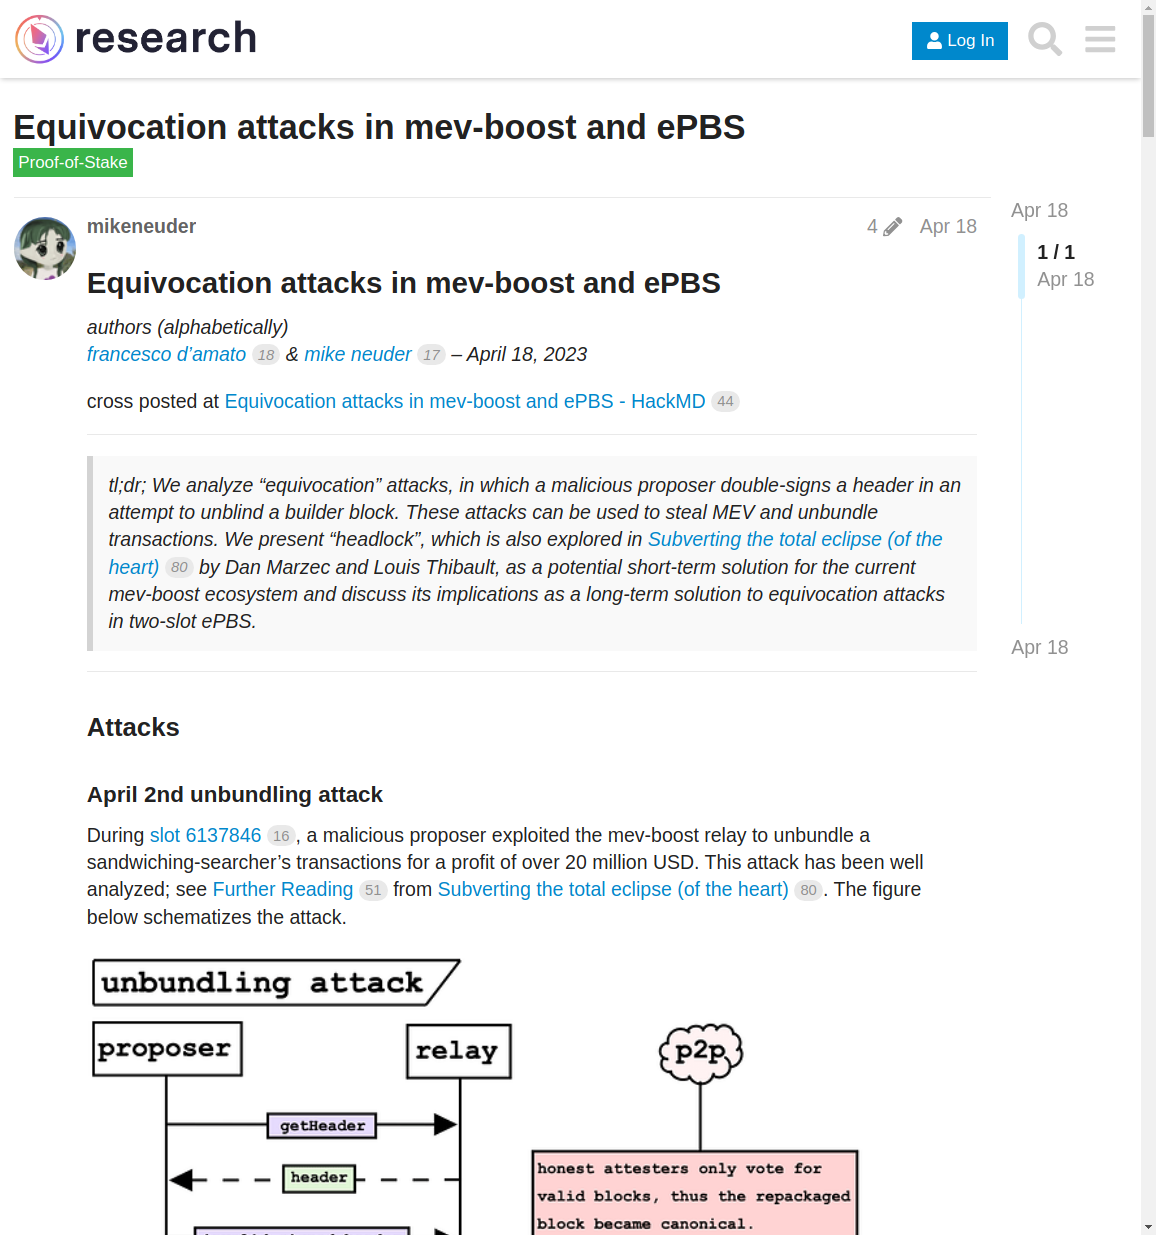 research
Log In
Equivocation attacks in mev-boost and ePBS
Proof-of-Stake
mikeneuder
4
Apr 18
Apr 18
1 / 1
Apr 18
Apr 18
Equivocation attacks in mev-boost and ePBS
authors (alphabetically)
francesco d’amato 18 & mike neuder 17 – April 18, 2023
cross posted at Equivocation attacks in mev-boost and ePBS - HackMD 44
tl;dr; We analyze “equivocation” attacks, in which a malicious proposer double-signs a header in an
attempt to unblind a builder block. These attacks can be used to steal MEV and unbundle
transactions. We present “headlock”, which is also explored in Subverting the total eclipse (of the
heart) 80 by Dan Marzec and Louis Thibault, as a potential short-term solution for the current
mev-boost ecosystem and discuss its implications as a long-term solution to equivocation attacks
in two-slot ePBS.
Attacks
April 2nd unbundling attack
During slot 6137846 16, a malicious proposer exploited the mev-boost relay to unbundle a
sandwiching-searcher’s transactions for a profit of over 20 million USD. This attack has been well
analyzed; see Further Reading 51 from Subverting the total eclipse (of the heart) 80. The figure
below schematizes the attack.
unbundling attack
proposer
relay
p2p
getHeader
header
honest attesters only vote for
valid blocks, thus the repackaged
block became canonical.